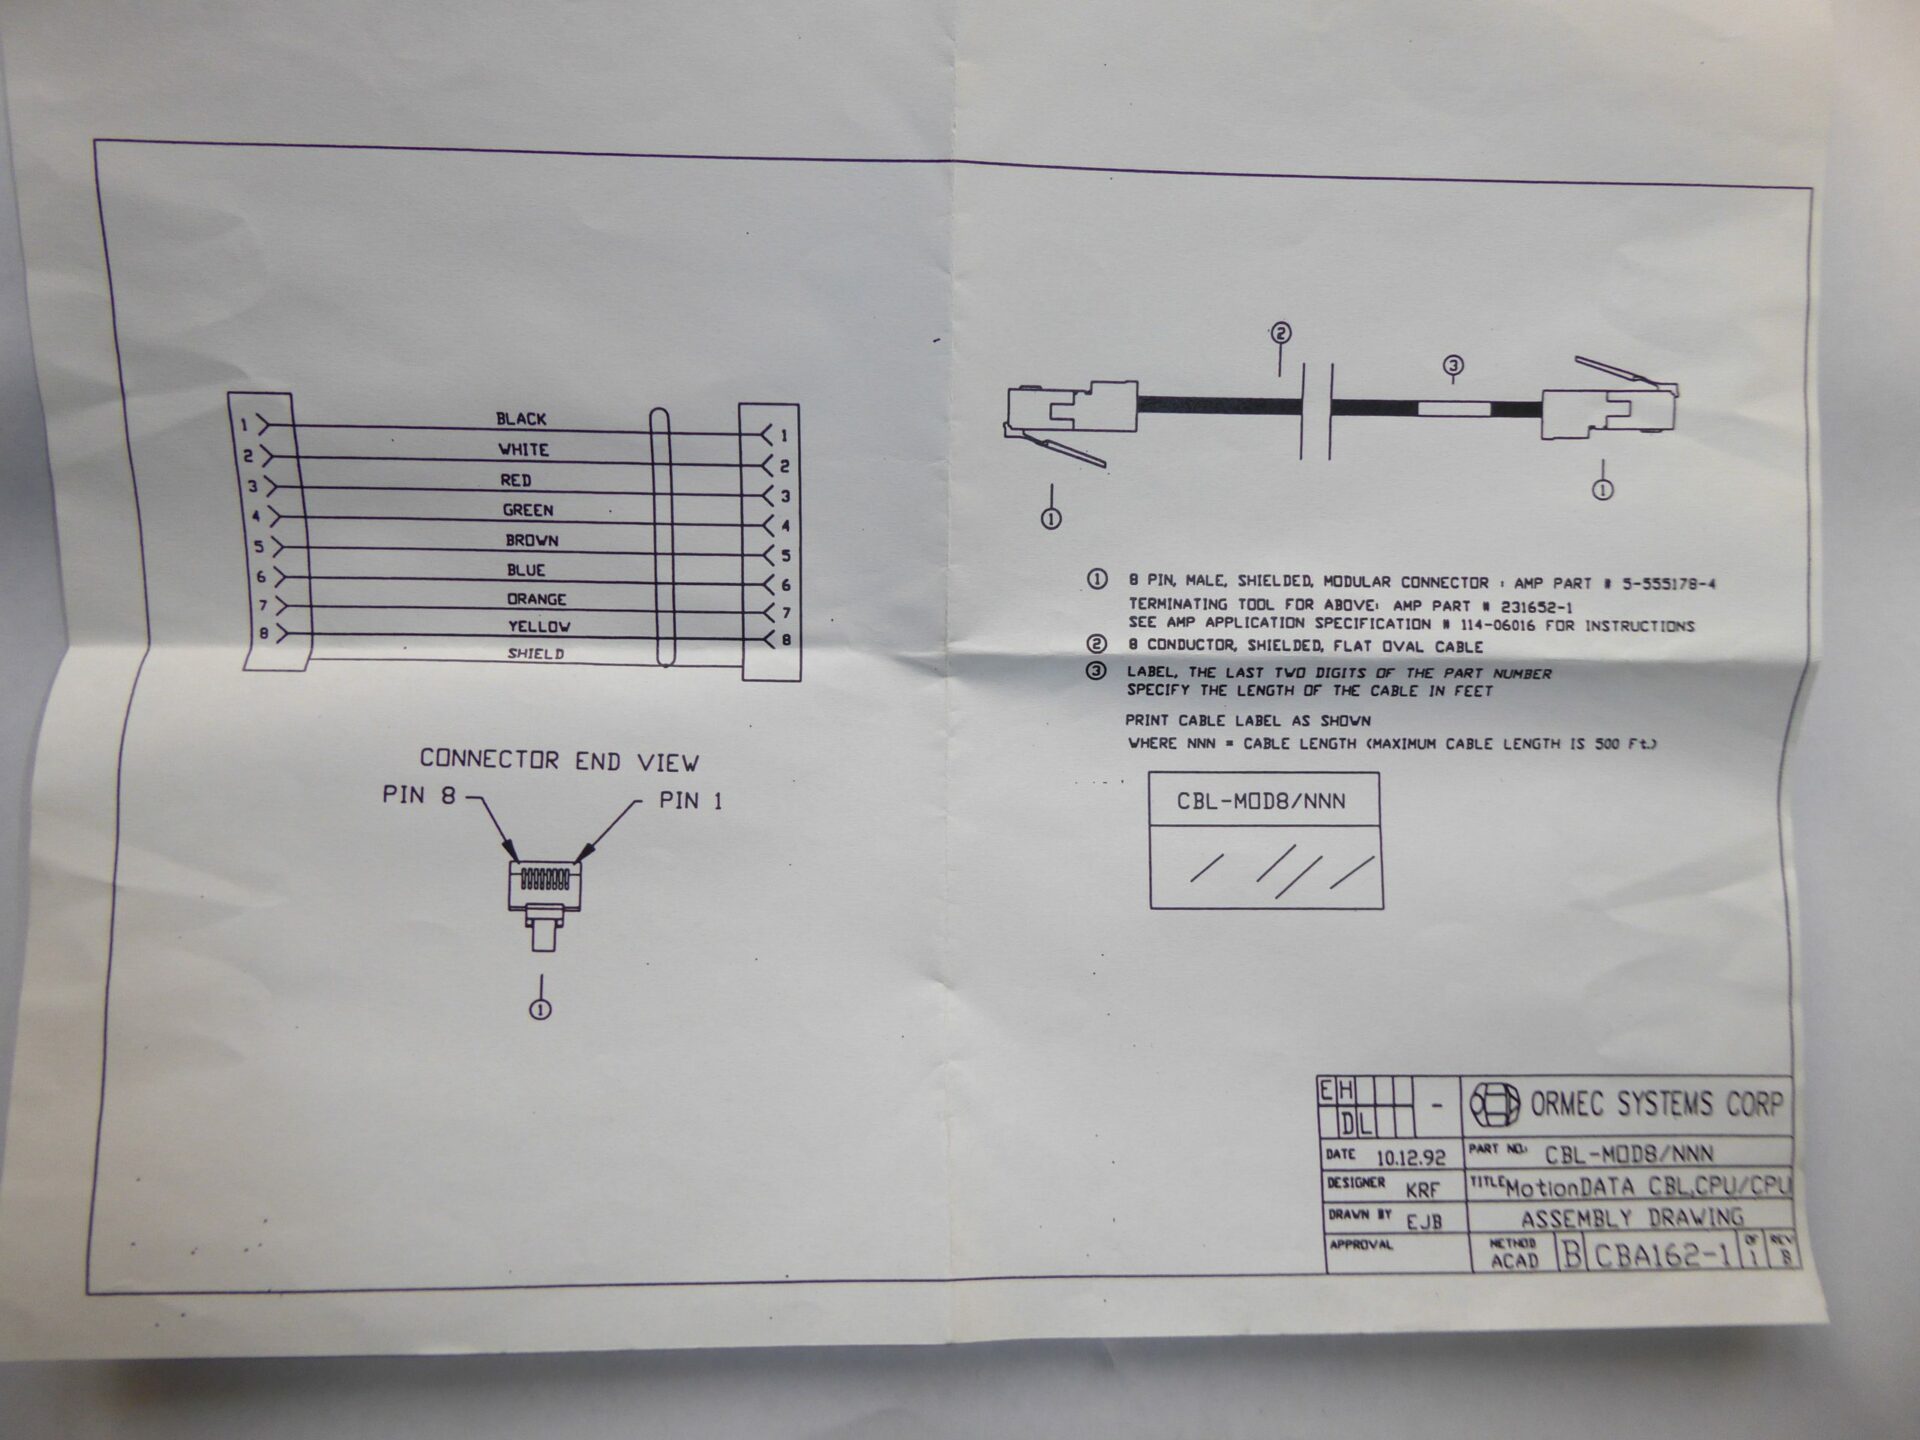 1 BLACK 1
2 WHITE 2
3 RED 3
4 GREEN 4
5 BROWN 5
6 BLUE 6
7 ORANGE 7
8 YELLOW 8
SHIELD
CONNECTOR END VIEW
PIN 8 PIN 1
1
2
3
1
1
1 8 PIN, MALE, SHIELDED, MODULAR CONNECTOR : AMP PART # 5-555178-4
TERMINATING TOOL FOR ABOVE: AMP PART # 231652-1
SEE AMP APPLICATION SPECIFICATION # 114-06016 FOR INSTRUCTIONS
2 8 CONDUCTOR, SHIELDED, FLAT OVAL CABLE
3 LABEL, THE LAST TWO DIGITS OF THE PART NUMBER
SPECIFY THE LENGTH OF THE CABLE IN FEET
PRINT CABLE LABEL AS SHOWN
WHERE NNN = CABLE LENGTH (MAXIMUM CABLE LENGTH IS 500 Ft.)
CBL-MOD8/NNN
EH
DL
-
ORMEC SYSTEMS CORP
DATE 10.12.92
PART NO: CBL-MOD8/NNN
DESIGNER KRF
TITLE MotionDATA CBL,CPU/CPU
DRAWN BY EJB
ASSEMBLY DRAWING
APPROVAL
METHOD
ACAD
B
CBA162-1
OF
1
REV
B